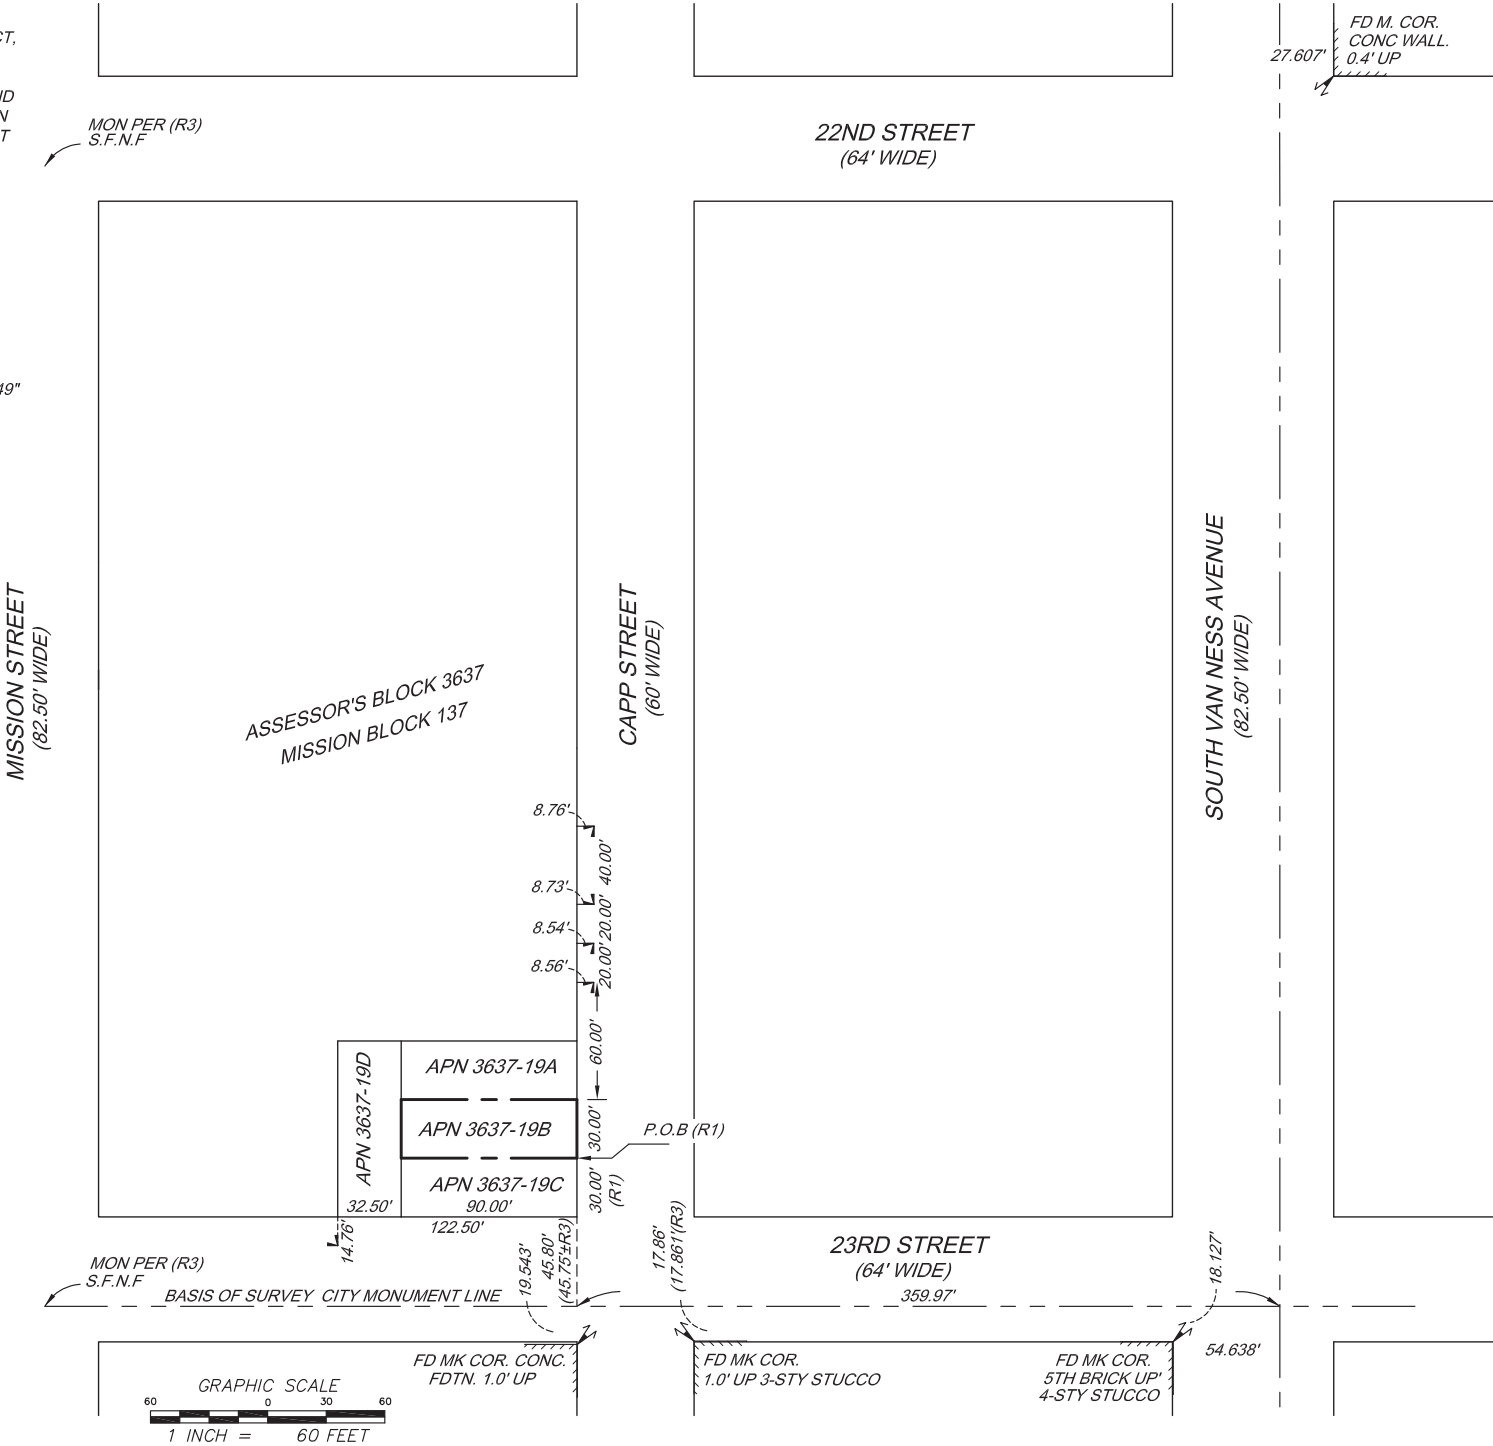 CT,
ND
N
T
49"
MON PER (R3)
S.F.N.F
22ND STREET
(64' WIDE)
27.607'
FD M. COR.
CONC WALL.
0.4' UP
MISSION STREET
(82.50' WIDE)
ASSESSOR'S BLOCK 3637
MISSION BLOCK 137
CAPP STREET
(60' WIDE)
SOUTH VAN NESS AVENUE
(82.50' WIDE)
8.76'
40.00'
8.73'
20.00'
8.54'
20.00'
8.56'
60.00'
APN 3637-19D
APN 3637-19A
APN 3637-19B
30.00'
P.O.B (R1)
APN 3637-19C
30.00'
(R1)
32.50'
90.00'
122.50'
14.76'
19.543'
45.80'
(45.75'±R3)
17.86'
(17.861'(R3)
23RD STREET
(64' WIDE)
359.97'
18.127'
MON PER (R3)
S.F.N.F
BASIS OF SURVEY CITY MONUMENT LINE
54.638'
FD MK COR. CONC.
FDTN. 1.0' UP
FD MK COR.
1.0' UP 3-STY STUCCO
FD MK COR.
5TH BRICK UP'
4-STY STUCCO
GRAPHIC SCALE
60 0 30 60
1 INCH = 60 FEET